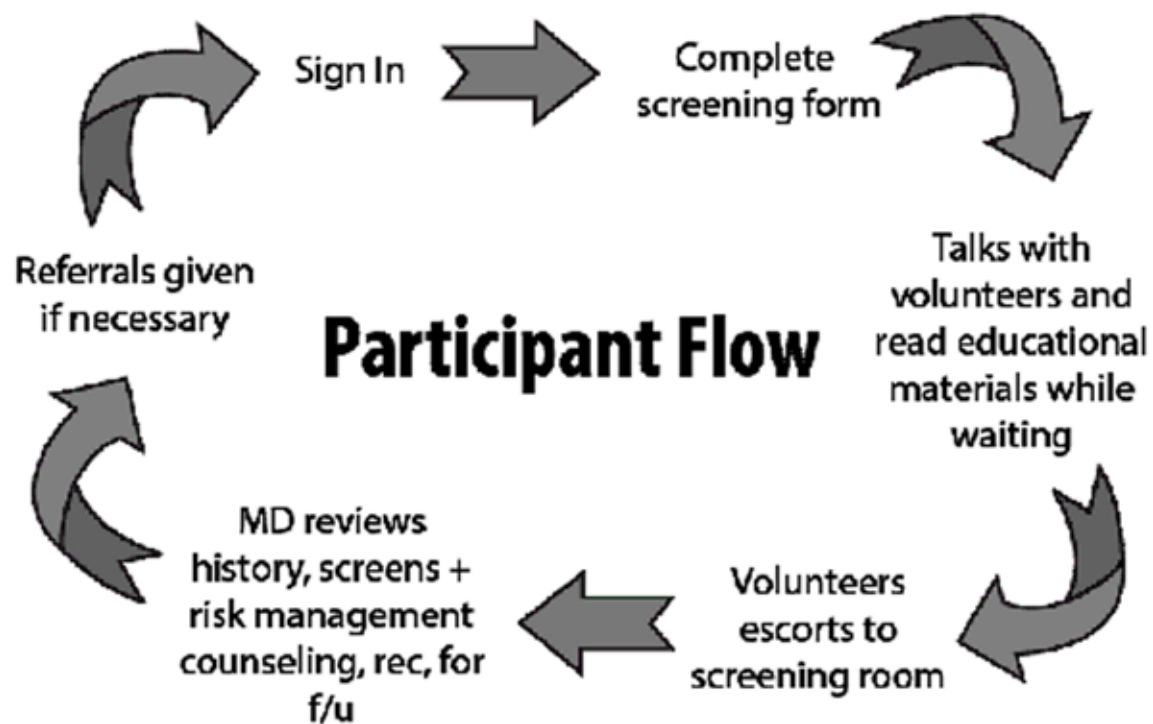 Sign In
Complete
screening form
Talks with
volunteers and
read educational
materials while
waiting
Volunteers
escorts to
screening room
MD reviews
history, screens +
risk management
counseling, rec, for
f/u
Referrals given
if necessary
Participant Flow